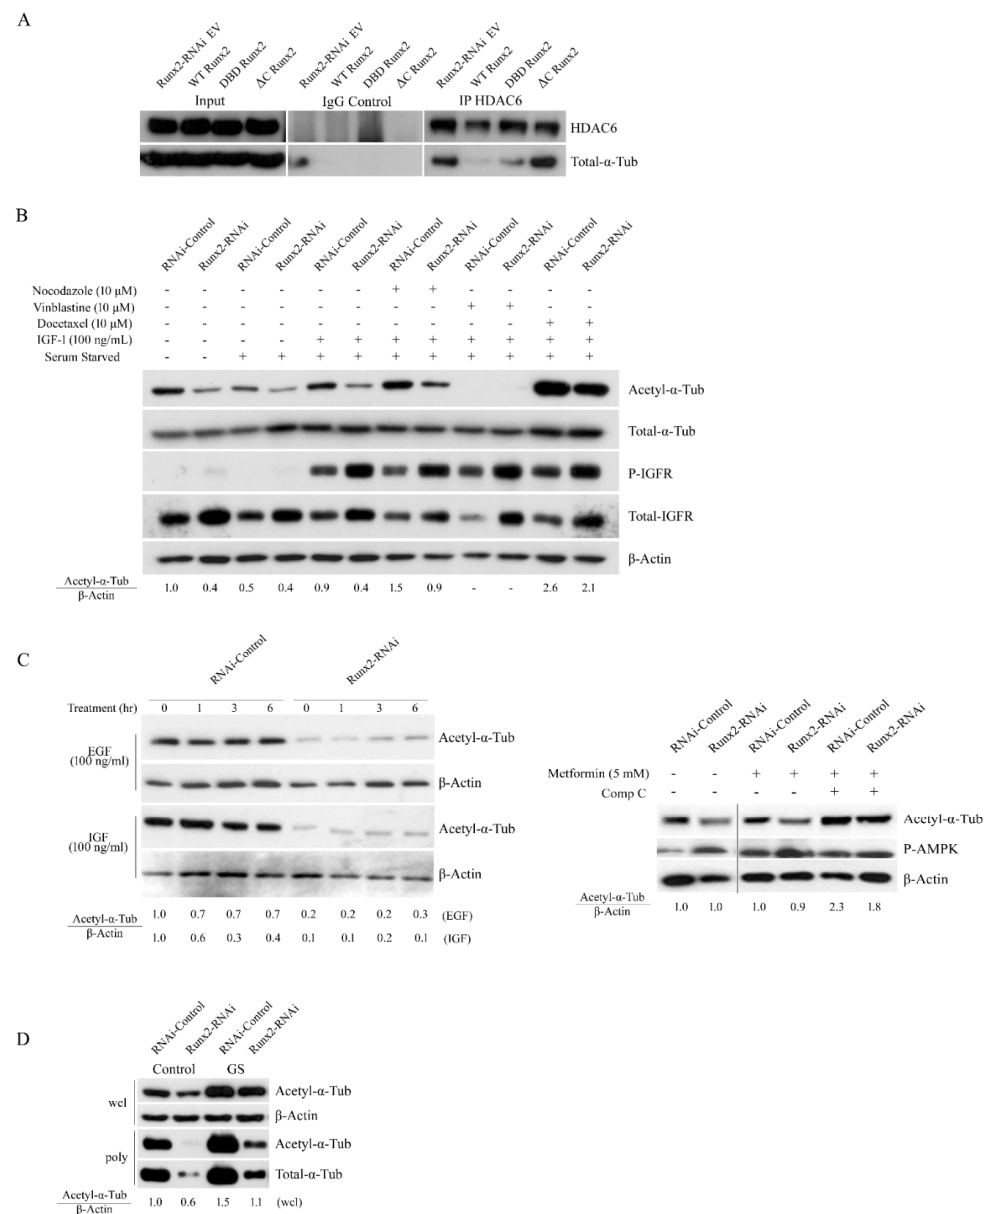 A
Runx2-RNAi EV
WT Runx2
DBD Runx2
ΔC Runx2
Runx2-RNAi EV
WT Runx2
DBD Runx2
ΔC Runx2
Runx2-RNAi EV
WT Runx2
DBD Runx2
ΔC Runx2
Input IgG Control IP HDAC6
HDAC6
Total-α-Tub
B
RNAi-Control
Runx2-RNAi
RNAi-Control
Runx2-RNAi
RNAi-Control
Runx2-RNAi
RNAi-Control
Runx2-RNAi
RNAi-Control
Runx2-RNAi
RNAi-Control
Runx2-RNAi
Nocodazole (10 μM) - - - - - - + + - - - -
Vinblastine (10 μM) - - - - - - - - + + - -
Docetaxel (10 μM) - - - - - - - - - - + +
IGF-1 (100 ng/mL) - - - - + + + + + + + +
Serum Starved - - + + + + + + + + + +
Acetyl-α-Tub
Total-α-Tub
P-IGFR
Total-IGFR
β-Actin
Acetyl-α-Tub
β-Actin
1.0 0.4 0.5 0.4 0.9 0.4 1.5 0.9 - - 2.6 2.1
C
RNAi-Control
Runx2-RNAi
Treatment (hr) 0 1 3 6 0 1 3 6
EGF
(100 ng/ml)
Acetyl-α-Tub
β-Actin
IGF
(100 ng/ml)
Acetyl-α-Tub
β-Actin
Acetyl-α-Tub
β-Actin
1.0 0.7 0.7 0.7 0.2 0.2 0.2 0.3 (EGF)
1.0 0.6 0.3 0.4 0.1 0.1 0.2 0.1 (IGF)
RNAi-Control
Runx2-RNAi
RNAi-Control
Runx2-RNAi
RNAi-Control
Runx2-RNAi
Metformin (5 mM) - - + + + +
Comp C - - - - + +
Acetyl-α-Tub
P-AMPK
β-Actin
Acetyl-α-Tub
β-Actin
1.0 1.0 1.0 0.9 2.3 1.8
D
RNAi-Control
Runx2-RNAi
RNAi-Control
Runx2-RNAi
Control GS
wcl
Acetyl-α-Tub
β-Actin
poly
Acetyl-α-Tub
Total-α-Tub
Acetyl-α-Tub
β-Actin
1.0 0.6 1.5 1.1 (wcl)